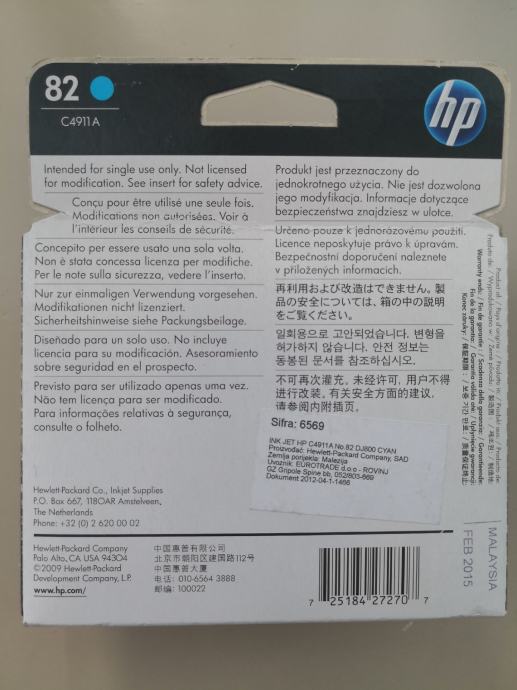 82
C4911A
hp
Intended for single use only. Not licensed
for modification. See insert for safety advice.
Conçu pour être utilisé une seule fois.
Modifications non autorisées. Voir à
l'intérieur les conseils de sécurité.
Concepito per essere usato una sola volta.
Non è stata concessa licenza per modifiche.
Per le note sulla sicurezza, vedere l'inserto.
Nur zur einmaligen Verwendung vorgesehen.
Modifikationen nicht lizenziert.
Sicherheitshinweise siehe Packungsbeilage.
Diseñado para un solo uso. No incluye
licencia para su modificación. Asesoramiento
sobre seguridad en el prospecto.
Previsto para ser utilizado apenas uma vez.
Não tem licença para ser modificado.
Para informações relativas à segurança,
consulte o folheto.
Produkt jest przeznaczony do
jednokrotnego użycia. Nie jest dozwolona
jego modyfikacja. Informacje dotyczące
bezpieczeństwa znajdziesz w ulotce.
Určeno pouze k jednorázovému použití.
Licence neposkytuje právo k úpravám.
Bezpečnostní doporučení naleznete
v přiložených informacích.
再利用および改造はできません。製
品の安全については、箱の中の説明
をご覧ください。
일회용으로 고안되었습니다. 변형을
허가하지 않습니다. 안전 정보는
동봉된 문서를 참조하십시오.
不可再次灌充。未经许可，用户不得
进行改装。有关安全方面的建议，
请参阅内附插页。
Sifra: 6569
INK JET HP C4911A No.82 DJ800 CYAN
Proizvođač: Hewlett-Packard Company, SAD
Zemlja porijekla: Malezija
Uvoznik: EUROTRADE d.o.o - ROVINJ
GZ Gripole Spine bb, 052/803-669
Dokument 2012-04-1-1466
Hewlett-Packard Co., Inkjet Supplies
P.O. Box 667, 1180AR Amstelveen,
The Netherlands
Phone: +32 (0) 2 620 00 02
Hewlett-Packard Company
Palo Alto, CA USA 94304
©2009 Hewlett-Packard
Development Company, L.P.
www.hp.com/
中国惠普有限公司
北京市朝阳区建国路112号
中国惠普大厦
电话: 010-6564 3888
邮编: 100022
7 25184 27270 7
MALAYSIA
FEB 2015